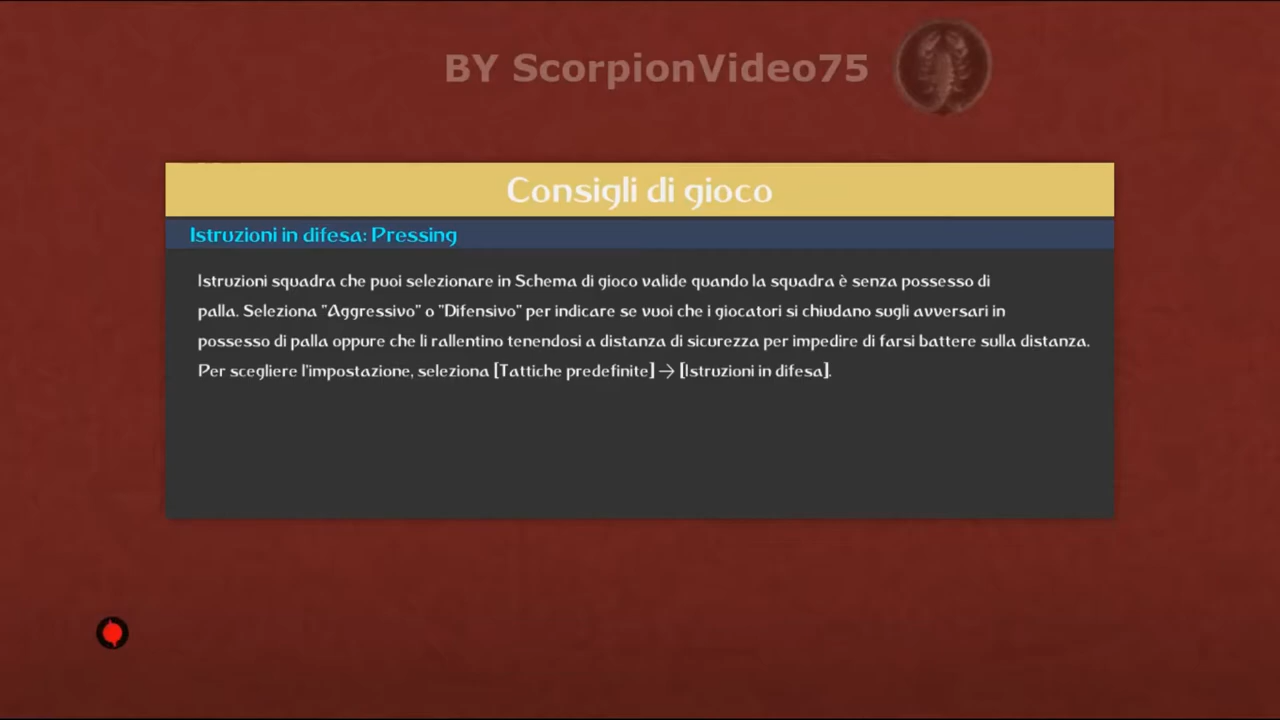 BY ScorpionVideo75
Consigli di gioco
Istruzioni in difesa: Pressing
Istruzioni squadra che puoi selezionare in Schema di gioco valide quando la squadra è senza possesso di
palla. Seleziona "Aggressivo" o "Difensivo" per indicare se vuoi che i giocatori si chiudano sugli avversari in
possesso di palla oppure che li rallentino tenendosi a distanza di sicurezza per impedire di farsi battere sulla distanza.
Per scegliere l'impostazione, seleziona [Tattiche predefinite] → [Istruzioni in difesa].